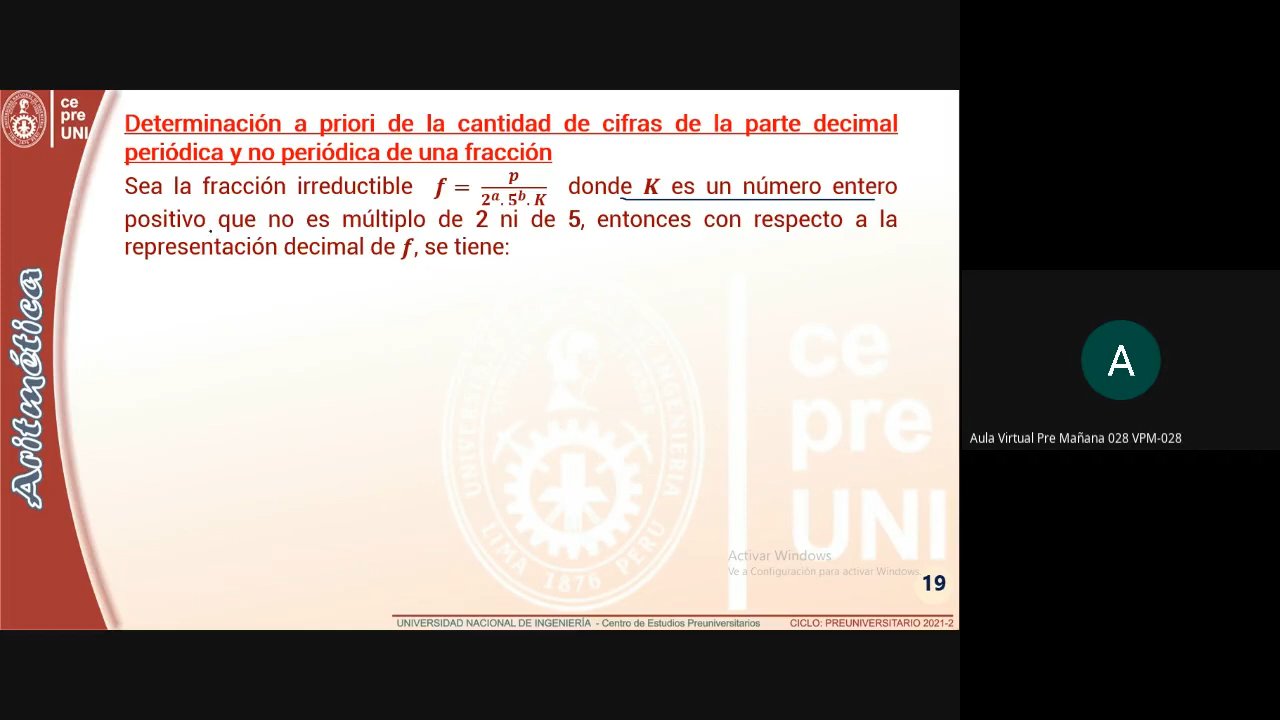 ce
pre
UNI
Determinación a priori de la cantidad de cifras de la parte decimal
periódica y no periódica de una fracción
Sea la fracción irreductible f = p / 2^a . 5^b . K donde K es un número entero
positivo que no es múltiplo de 2 ni de 5, entonces con respecto a la
representación decimal de f, se tiene:
Aritmética
ce
pre
UNI
LIMA 1876 PERU
A
Aula Virtual Pre Mañana 028 VPM-028
Activar Windows
Ve a Configuración para activar Windows.
19
UNIVERSIDAD NACIONAL DE INGENIERÍA - Centro de Estudios Preuniversitarios CICLO: PREUNIVERSITARIO 2021-2